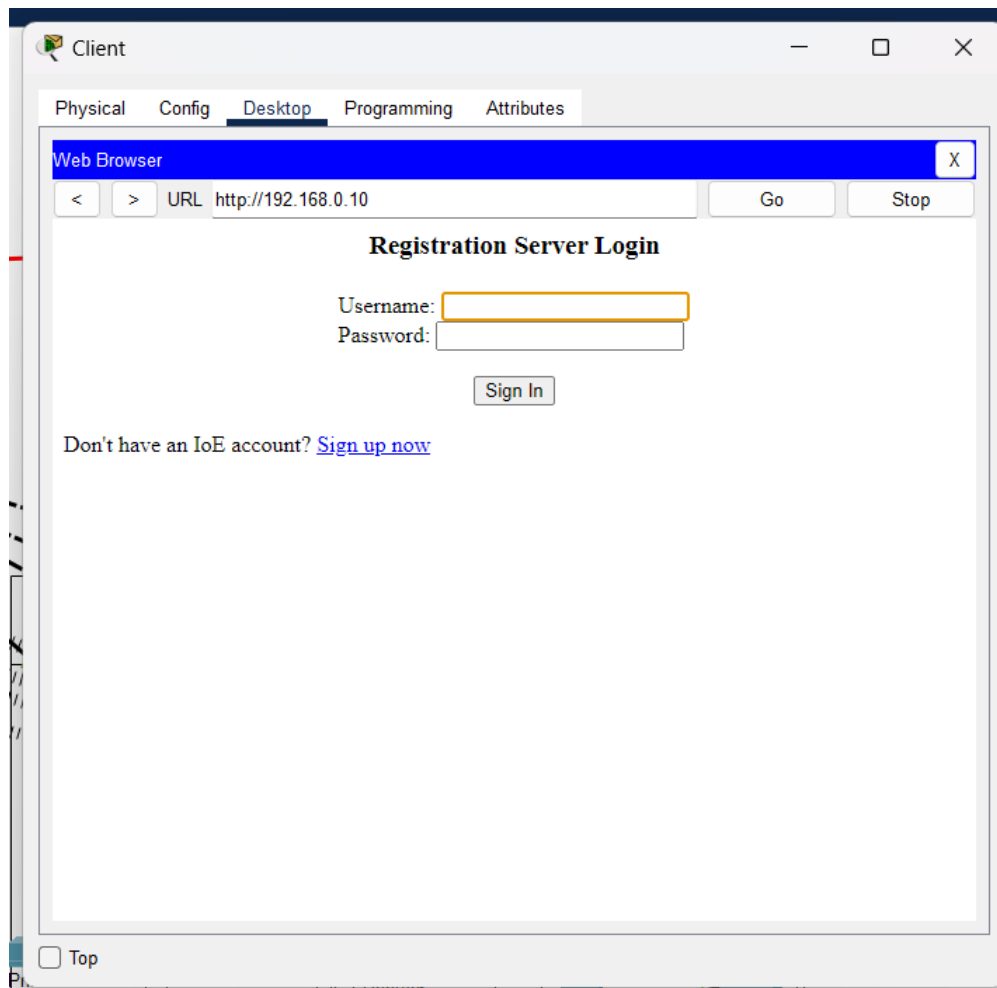 Client
Physical Config Desktop Programming Attributes
Web Browser X
< > URL http://192.168.0.10 Go Stop
Registration Server Login
Username:
Password:
Sign In
Don't have an IoE account? Sign up now
Top